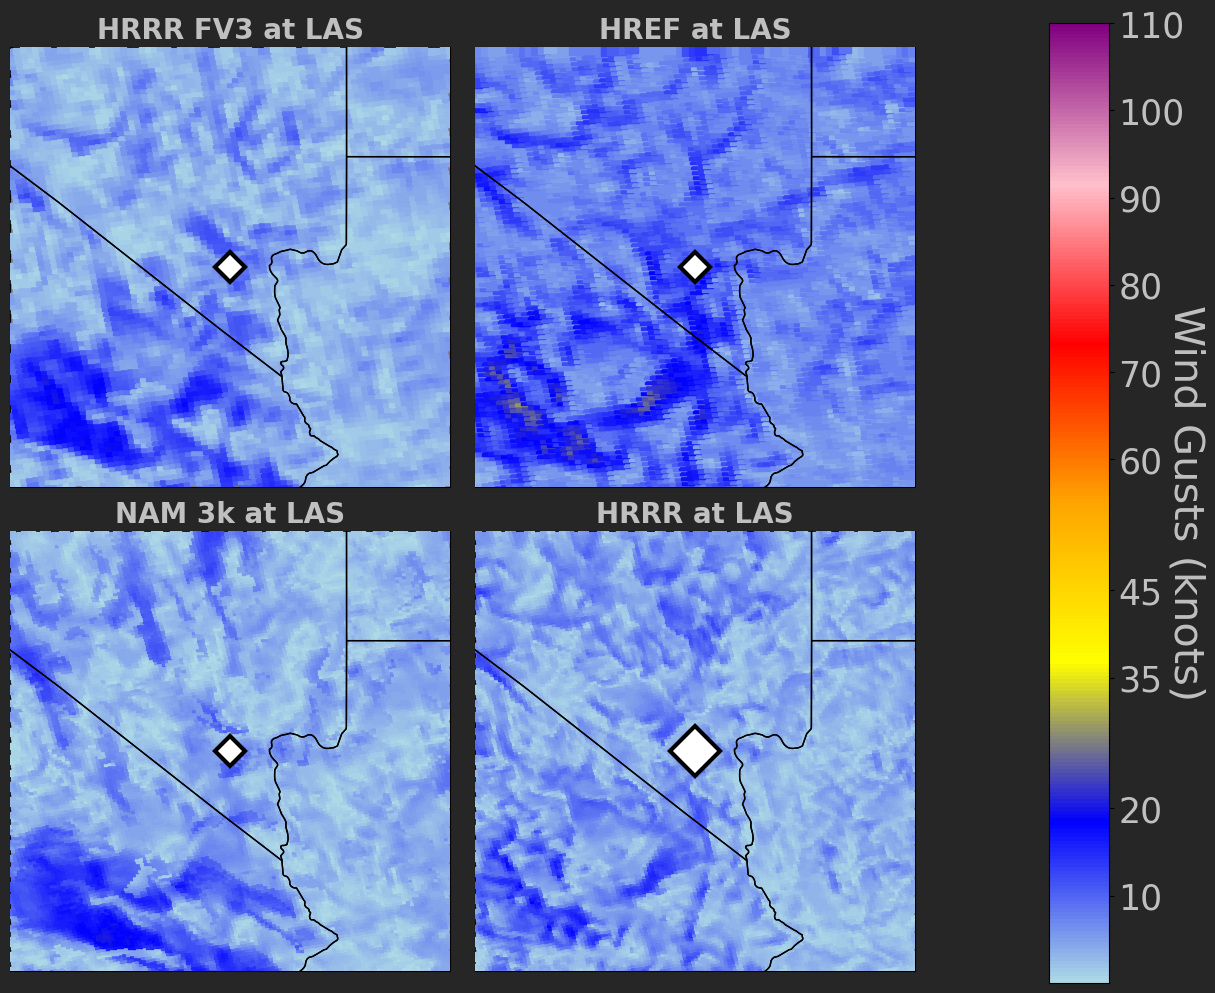 HRRR FV3 at LAS
HREF at LAS
NAM 3k at LAS
HRRR at LAS
110
100
90
80
70
60
45
35
20
10
Wind Gusts (knots)